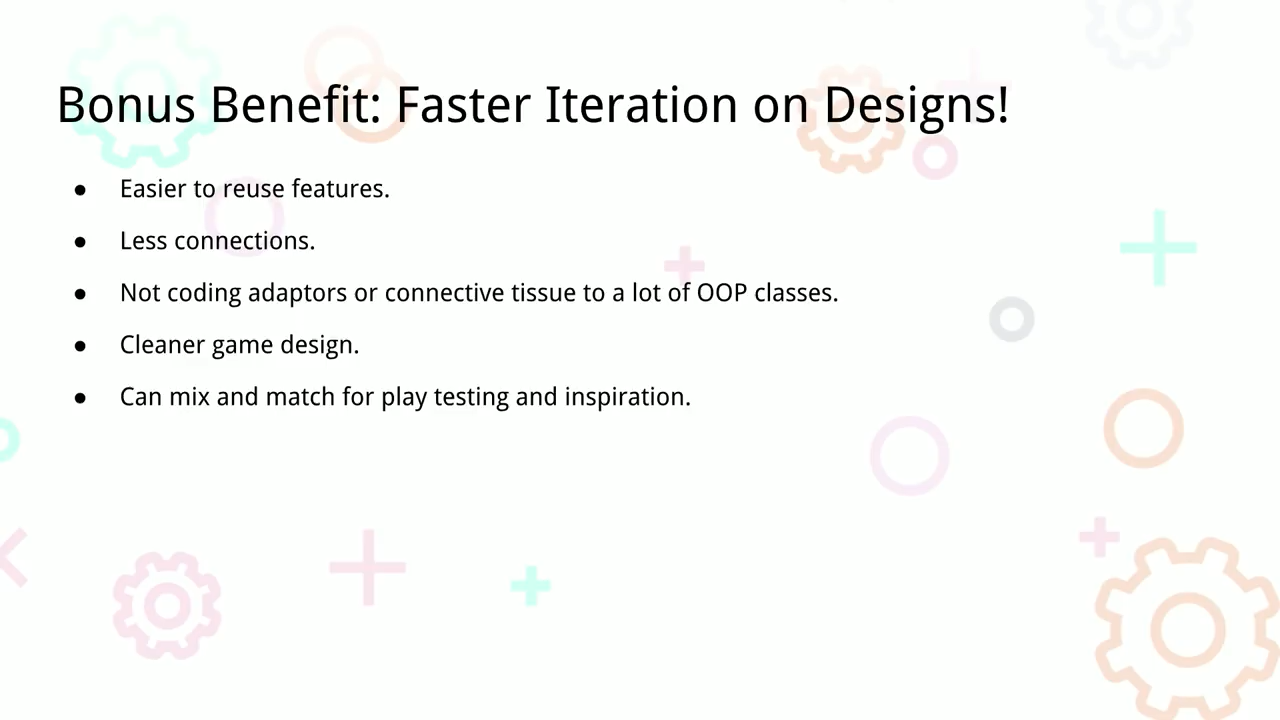 Bonus Benefit: Faster Iteration on Designs!
● Easier to reuse features.
● Less connections.
● Not coding adaptors or connective tissue to a lot of OOP classes.
● Cleaner game design.
● Can mix and match for play testing and inspiration.